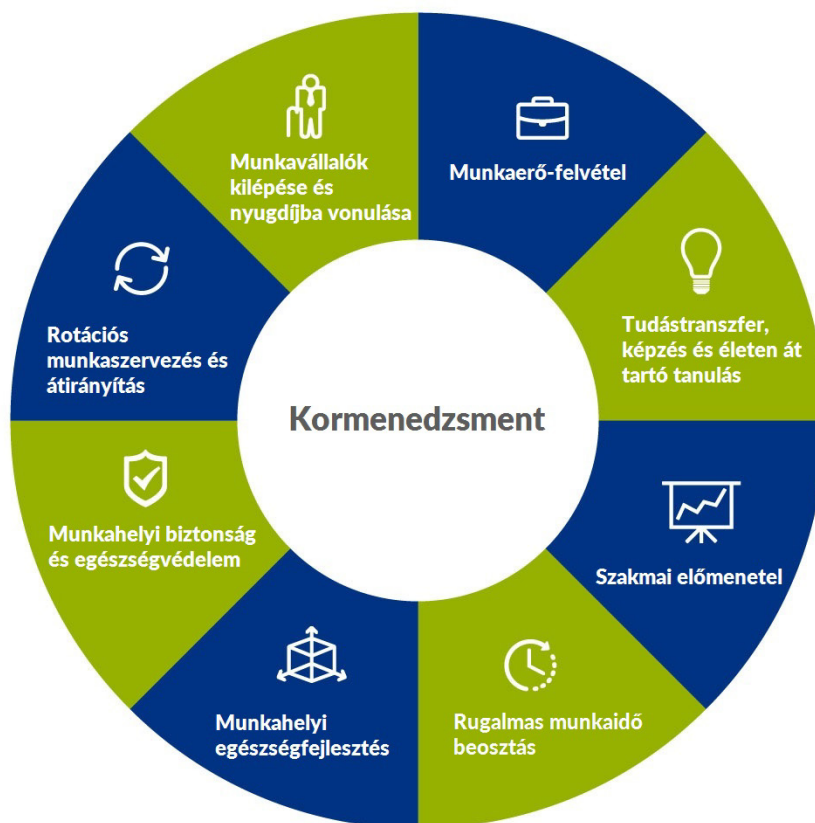 Kormenedzsment
Munkaerő-felvétel
Tudástranszfer,
képzés és életen át
tartó tanulás
Szakmai előmenetel
Rugalmas munkaidő
beosztás
Munkahelyi
egészségfejlesztés
Munkahelyi biztonság
és egészségvédelem
Rotációs
munkaszervezés és
átirányítás
Munkavállalók
kilépése és
nyugdíjba vonulása